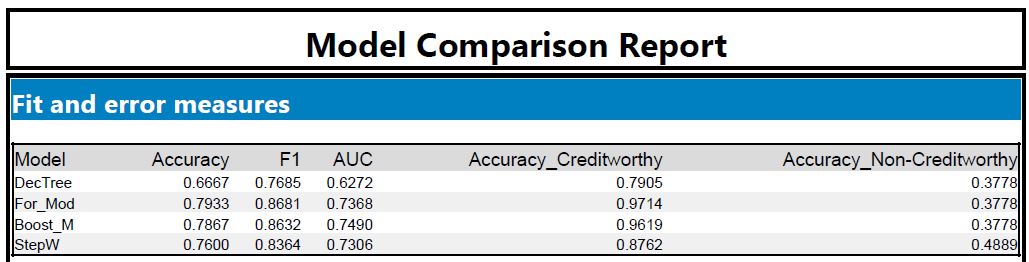 Model Comparison Report
Fit and error measures
Model Accuracy F1 AUC Accuracy_Creditworthy Accuracy_Non-Creditworthy
DecTree 0.6667 0.7685 0.6272 0.7905 0.3778
For_Mod 0.7933 0.8681 0.7368 0.9714 0.3778
Boost_M 0.7867 0.8632 0.7490 0.9619 0.3778
StepW 0.7600 0.8364 0.7306 0.8762 0.4889